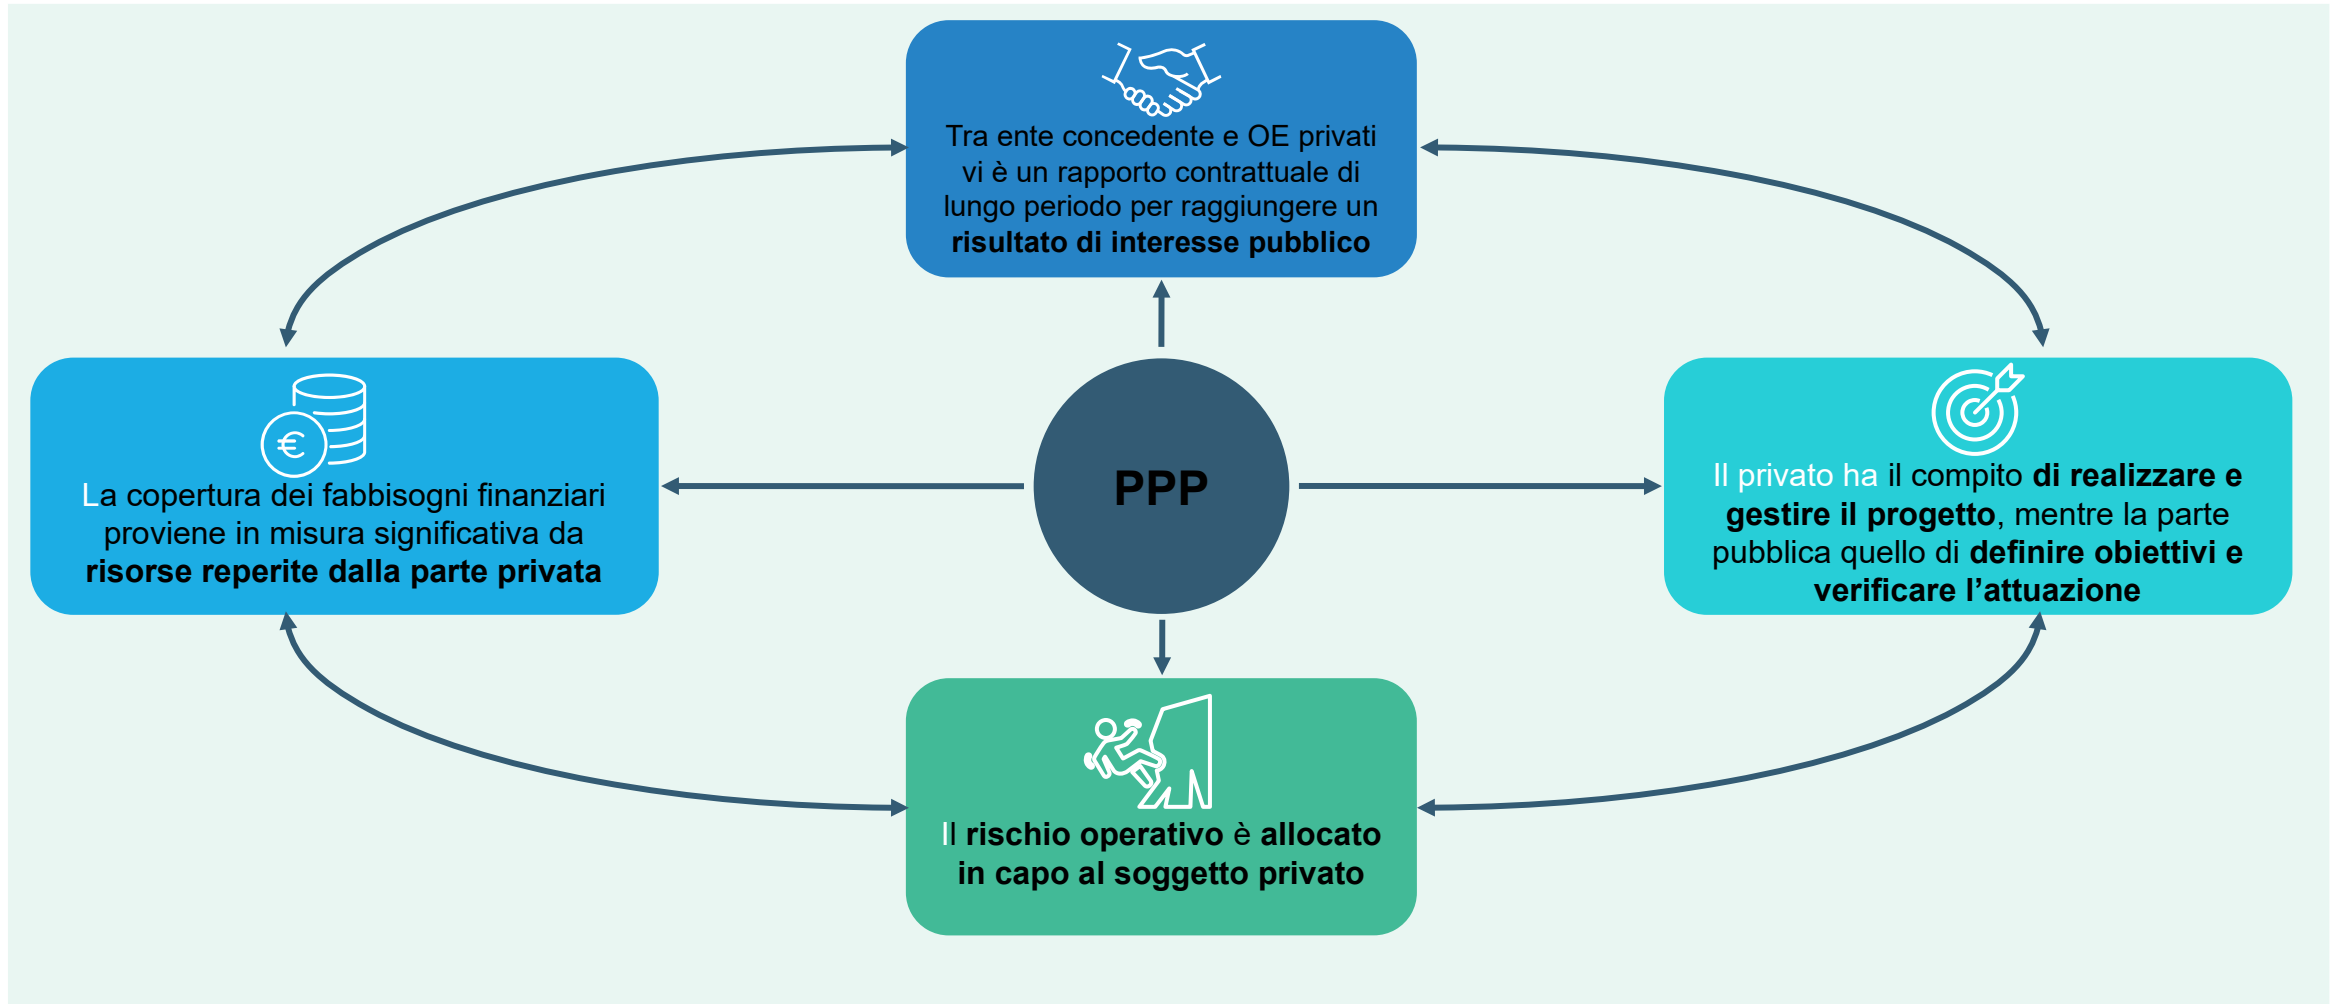 Tra ente concedente e OE privati
vi è un rapporto contrattuale di
lungo periodo per raggiungere un
risultato di interesse pubblico
€
La copertura dei fabbisogni finanziari
proviene in misura significativa da
risorse reperite dalla parte privata
PPP
Il privato ha il compito di realizzare e
gestire il progetto, mentre la parte
pubblica quello di definire obiettivi e
verificare l’attuazione
Il rischio operativo è allocato
in capo al soggetto privato